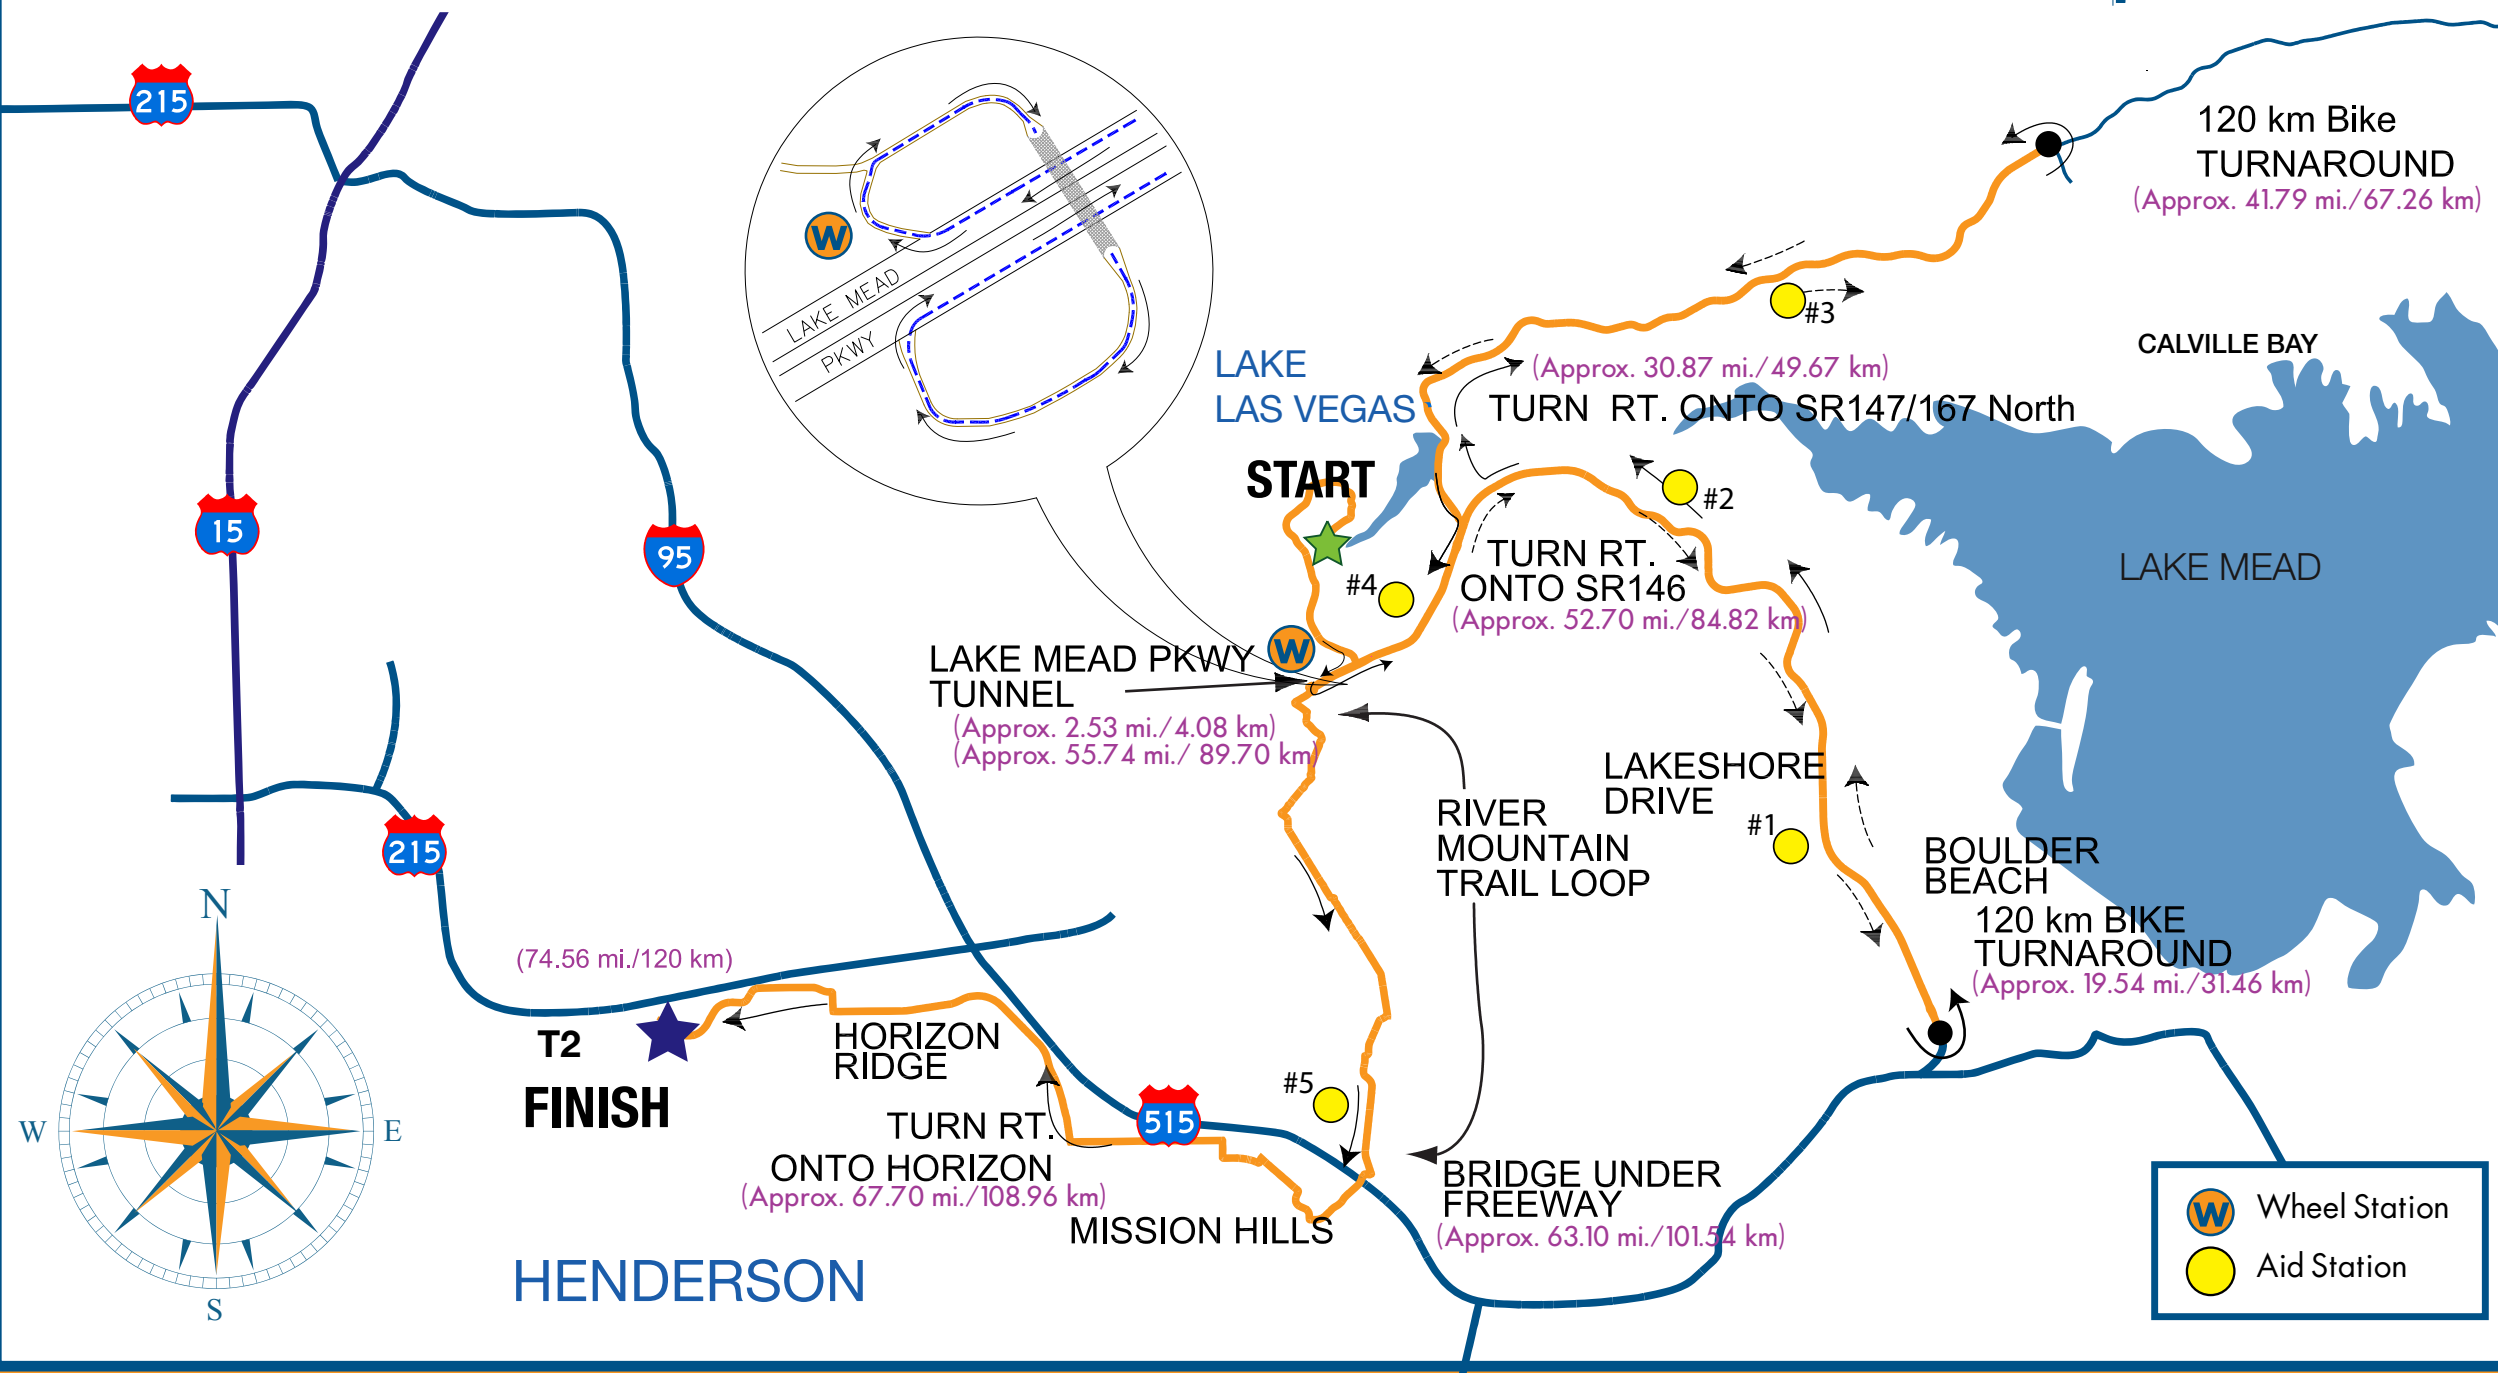 215
120 km Bike
TURNAROUND
(Approx. 41.79 mi./67.26 km)
W
LAKE MEAD
PKWY
#3
CALVILLE BAY
LAKE
LAS VEGAS
(Approx. 30.87 mi./49.67 km)
TURN RT. ONTO SR147/167 North
START
#2
15
95
TURN RT.
ONTO SR146
(Approx. 52.70 mi./84.82 km)
LAKE MEAD
#4
W
LAKE MEAD PKWY
TUNNEL
(Approx. 2.53 mi./4.08 km)
(Approx. 55.74 mi./ 89.70 km)
LAKESHORE
DRIVE
#1
RIVER
MOUNTAIN
TRAIL LOOP
215
BOULDER
BEACH
120 km BIKE
TURNAROUND
(Approx. 19.54 mi./31.46 km)
N
W
E
S
(74.56 mi./120 km)
T2
FINISH
HORIZON
RIDGE
#5
515
TURN RT.
ONTO HORIZON
(Approx. 67.70 mi./108.96 km)
MISSION HILLS
BRIDGE UNDER
FREEWAY
(Approx. 63.10 mi./101.54 km)
HENDERSON
W Wheel Station
Aid Station